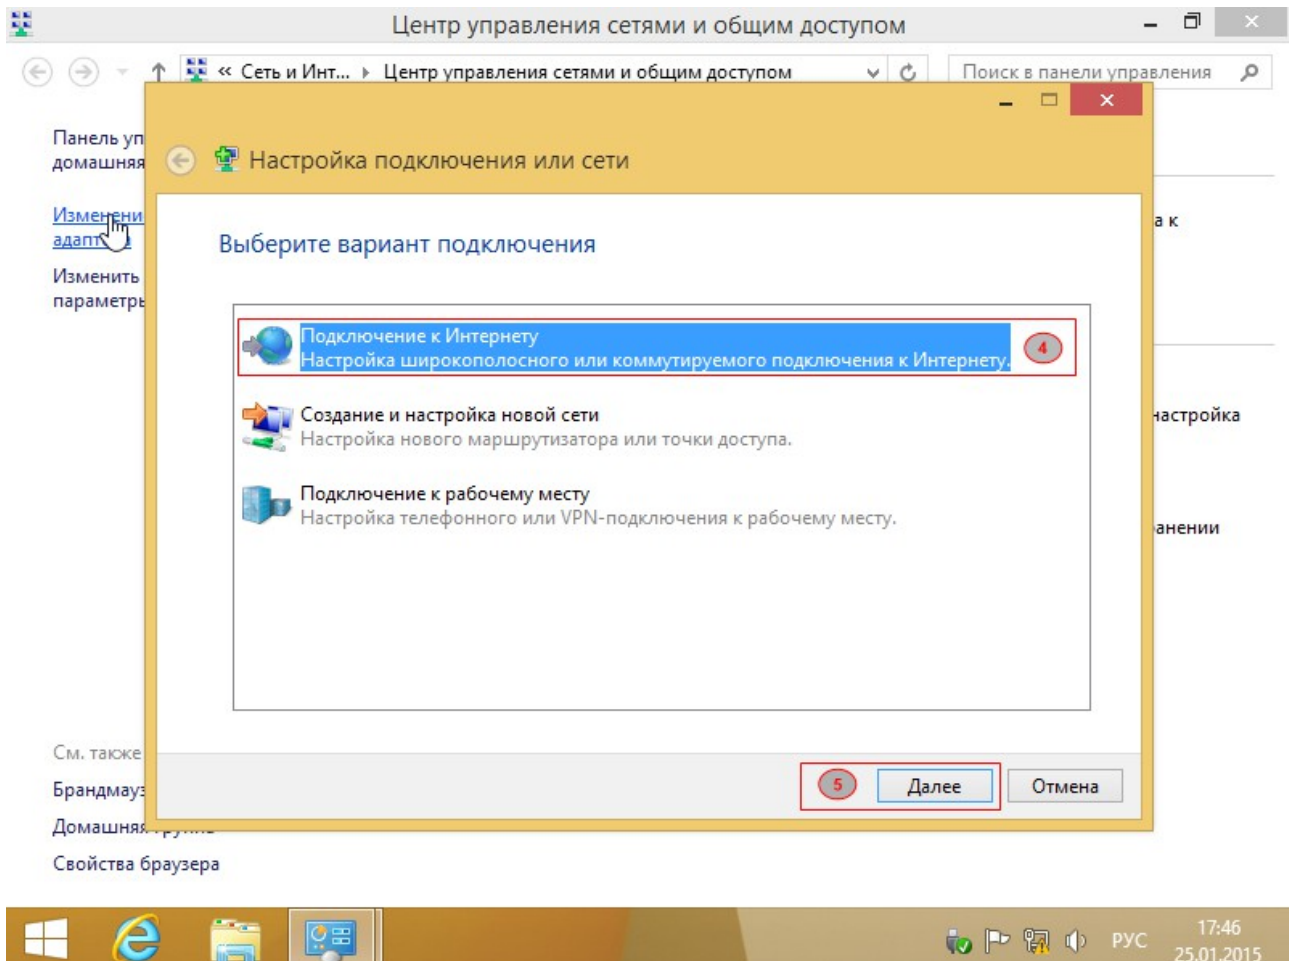 Центр управления сетями и общим доступом
« Сеть и Инт... Центр управления сетями и общим доступом
Поиск в панели управления
Панель уп
домашняя
Настройка подключения или сети
Изменени
адаптера
а к
Выберите вариант подключения
Изменить
параметры
Подключение к Интернету
Настройка широкополосного или коммутируемого подключения к Интернету.
4
Создание и настройка новой сети
Настройка нового маршрутизатора или точки доступа.
настройка
Подключение к рабочему месту
Настройка телефонного или VPN-подключения к рабочему месту.
анении
См. также
5
Далее
Отмена
Брандмауэ
Домашняя группа
Свойства браузера
РУС
17:46
25.01.2015